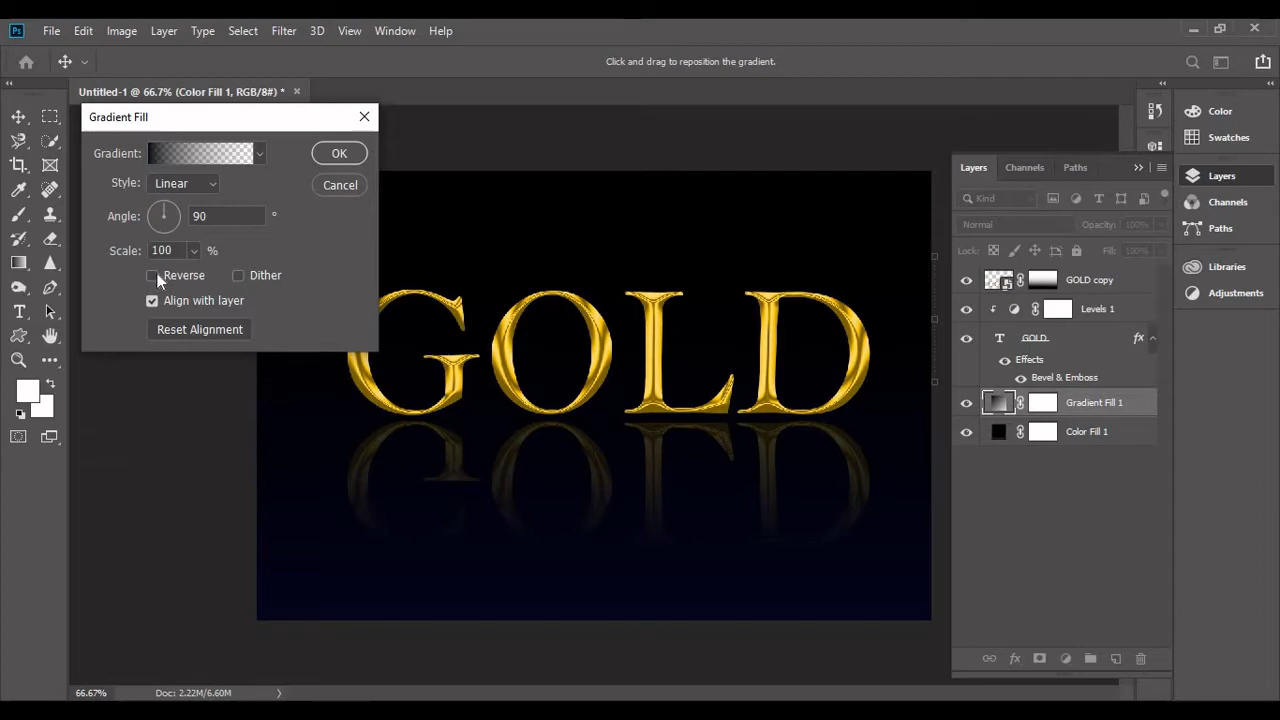 Ps File Edit Image Layer Type Select Filter 3D View Window Help
Click and drag to reposition the gradient.
Untitled-1 @ 66.7% (Color Fill 1, RGB/8#) *
Gradient Fill
Gradient:
OK
Style: Linear
Cancel
Angle: 90 °
Scale: 100 %
Reverse Dither
Align with layer
Reset Alignment
GOLD
Layers Channels Paths
Kind
Normal Opacity: 100%
Lock: Fill: 100%
GOLD copy
Levels 1
T GOLD fx
Effects
Bevel & Emboss
Gradient Fill 1
Color Fill 1
fx
Color
Swatches
Layers
Channels
Paths
Libraries
Adjustments
66.67% Doc: 2.22M/6.60M